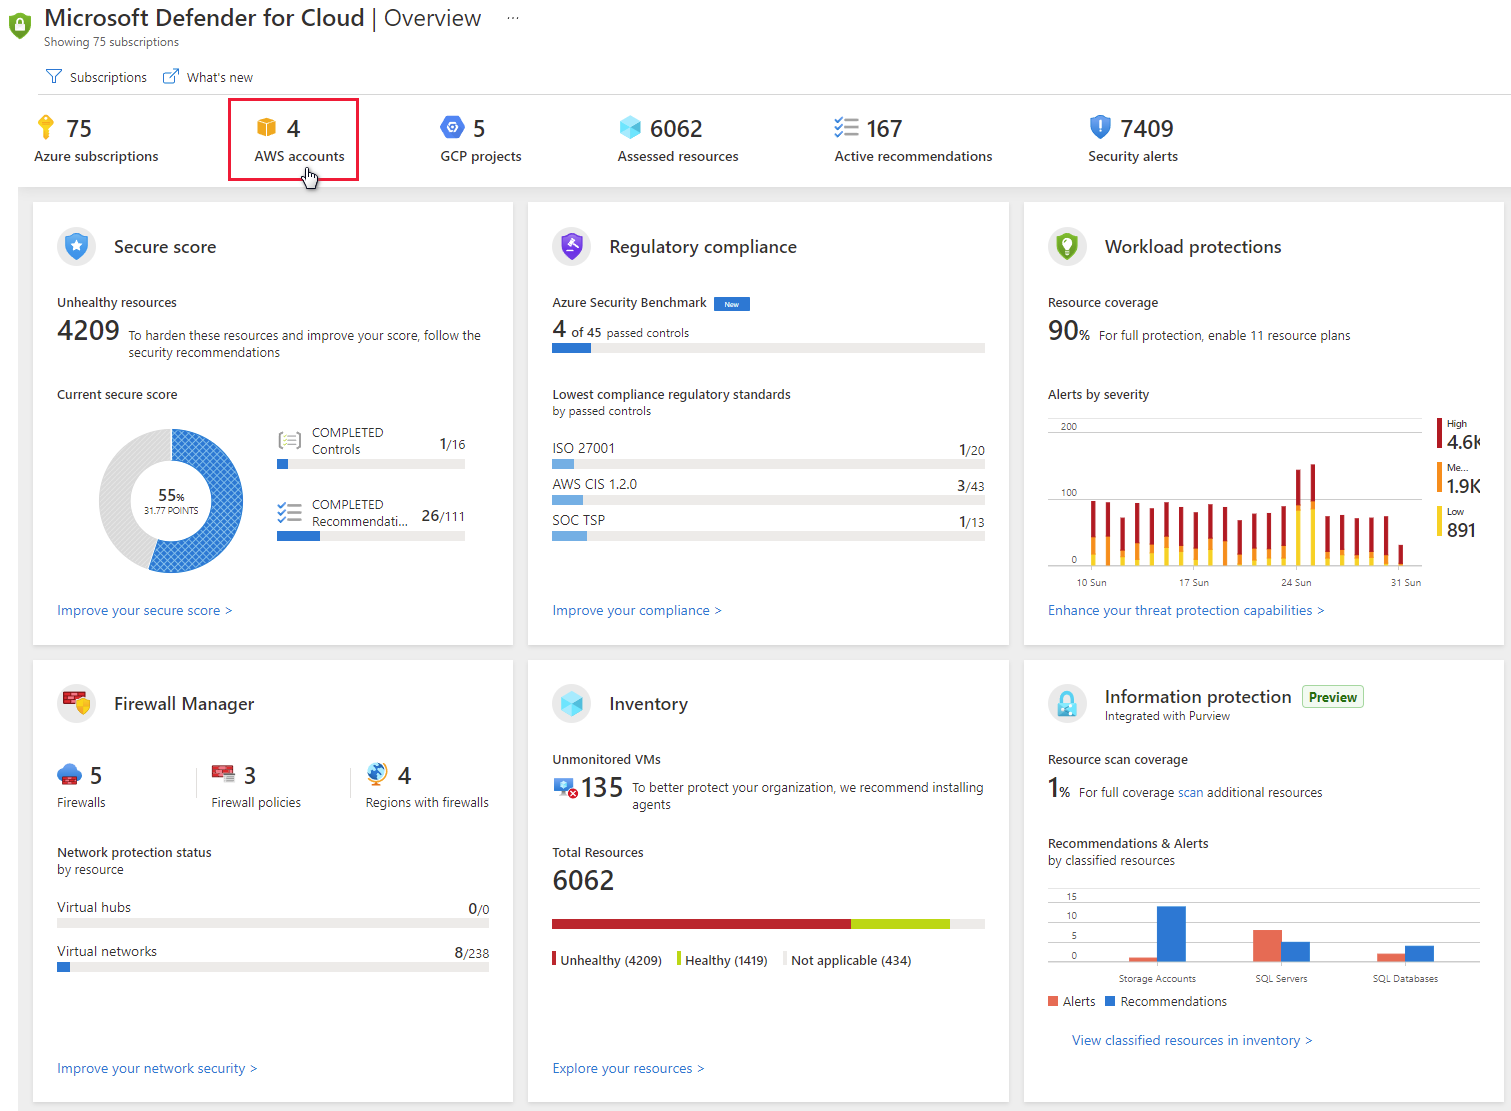 Microsoft Defender for Cloud | Overview ...
Showing 75 subscriptions
Subscriptions What's new
75
Azure subscriptions
4
AWS accounts
5
GCP projects
6062
Assessed resources
167
Active recommendations
7409
Security alerts
Secure score
Unhealthy resources
4209 To harden these resources and improve your score, follow the
security recommendations
Current secure score
55%
31.77 POINTS
COMPLETED
Controls 1/16
COMPLETED
Recommendati... 26/111
Improve your secure score >
Regulatory compliance
Azure Security Benchmark New
4 of 45 passed controls
Lowest compliance regulatory standards
by passed controls
ISO 27001 1/20
AWS CIS 1.2.0 3/43
SOC TSP 1/13
Improve your compliance >
Workload protections
Resource coverage
90% For full protection, enable 11 resource plans
Alerts by severity
200
100
0
10 Sun 17 Sun 24 Sun 31 Sun
High
4.6K
Me...
1.9K
Low
891
Enhance your threat protection capabilities >
Firewall Manager
5
Firewalls
3
Firewall policies
4
Regions with firewalls
Network protection status
by resource
Virtual hubs 0/0
Virtual networks 8/238
Improve your network security >
Inventory
Unmonitored VMs
135 To better protect your organization, we recommend installing
agents
Total Resources
6062
Unhealthy (4209) Healthy (1419) Not applicable (434)
Explore your resources >
Information protection Preview
Integrated with Purview
Resource scan coverage
1% For full coverage scan additional resources
Recommendations & Alerts
by classified resources
15
10
5
0
Storage Accounts SQL Servers SQL Databases
Alerts Recommendations
View classified resources in inventory >